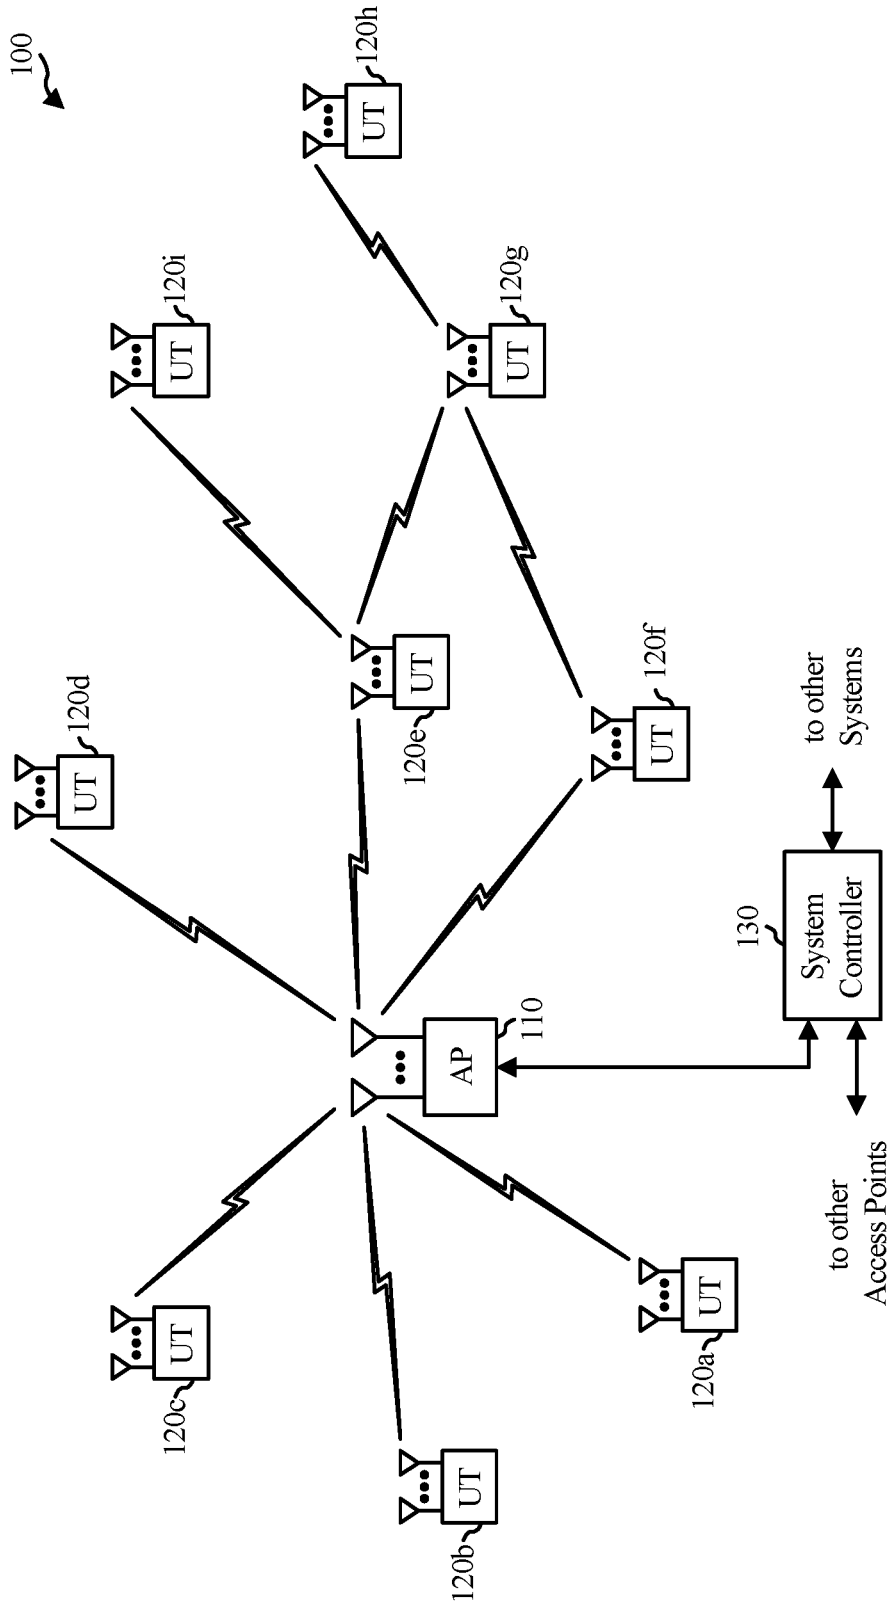 100
UT
120d
UT
120i
UT
120h
UT
120c
UT
120e
UT
120g
UT
120b
AP
110
UT
120f
UT
120a
130
System
Controller
to other
Access Points
to other
Systems